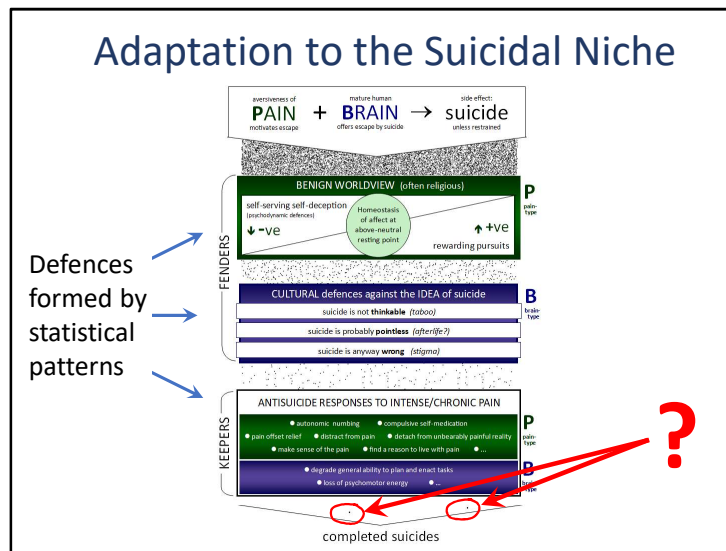 Adaptation to the Suicidal Niche
aversiveness of
PAIN
motivates escape
+
mature human
BRAIN
offers escape by suicide
→
side effect:
suicide
unless restrained
Defences
formed by
statistical
patterns
FENDERS
BENIGN WORLDVIEW (often religious)
self-serving self-deception
(psychodynamic defences)
↓ -ve
Homeostasis
of affect at
above-neutral
resting point
↑ +ve
rewarding pursuits
P
pain-
type
CULTURAL defences against the IDEA of suicide
suicide is not thinkable (taboo)
suicide is probably pointless (afterlife?)
suicide is anyway wrong (stigma)
B
brain-
type
KEEPERS
ANTISUICIDE RESPONSES TO INTENSE/CHRONIC PAIN
● autonomic numbing ● compulsive self-medication
● pain offset relief ● distract from pain ● detach from unbearably painful reality
● make sense of the pain ● find a reason to live with pain ● ...
P
pain-
type
● degrade general ability to plan and enact tasks
● loss of psychomotor energy ● ...
B
brain-
type
?
completed suicides